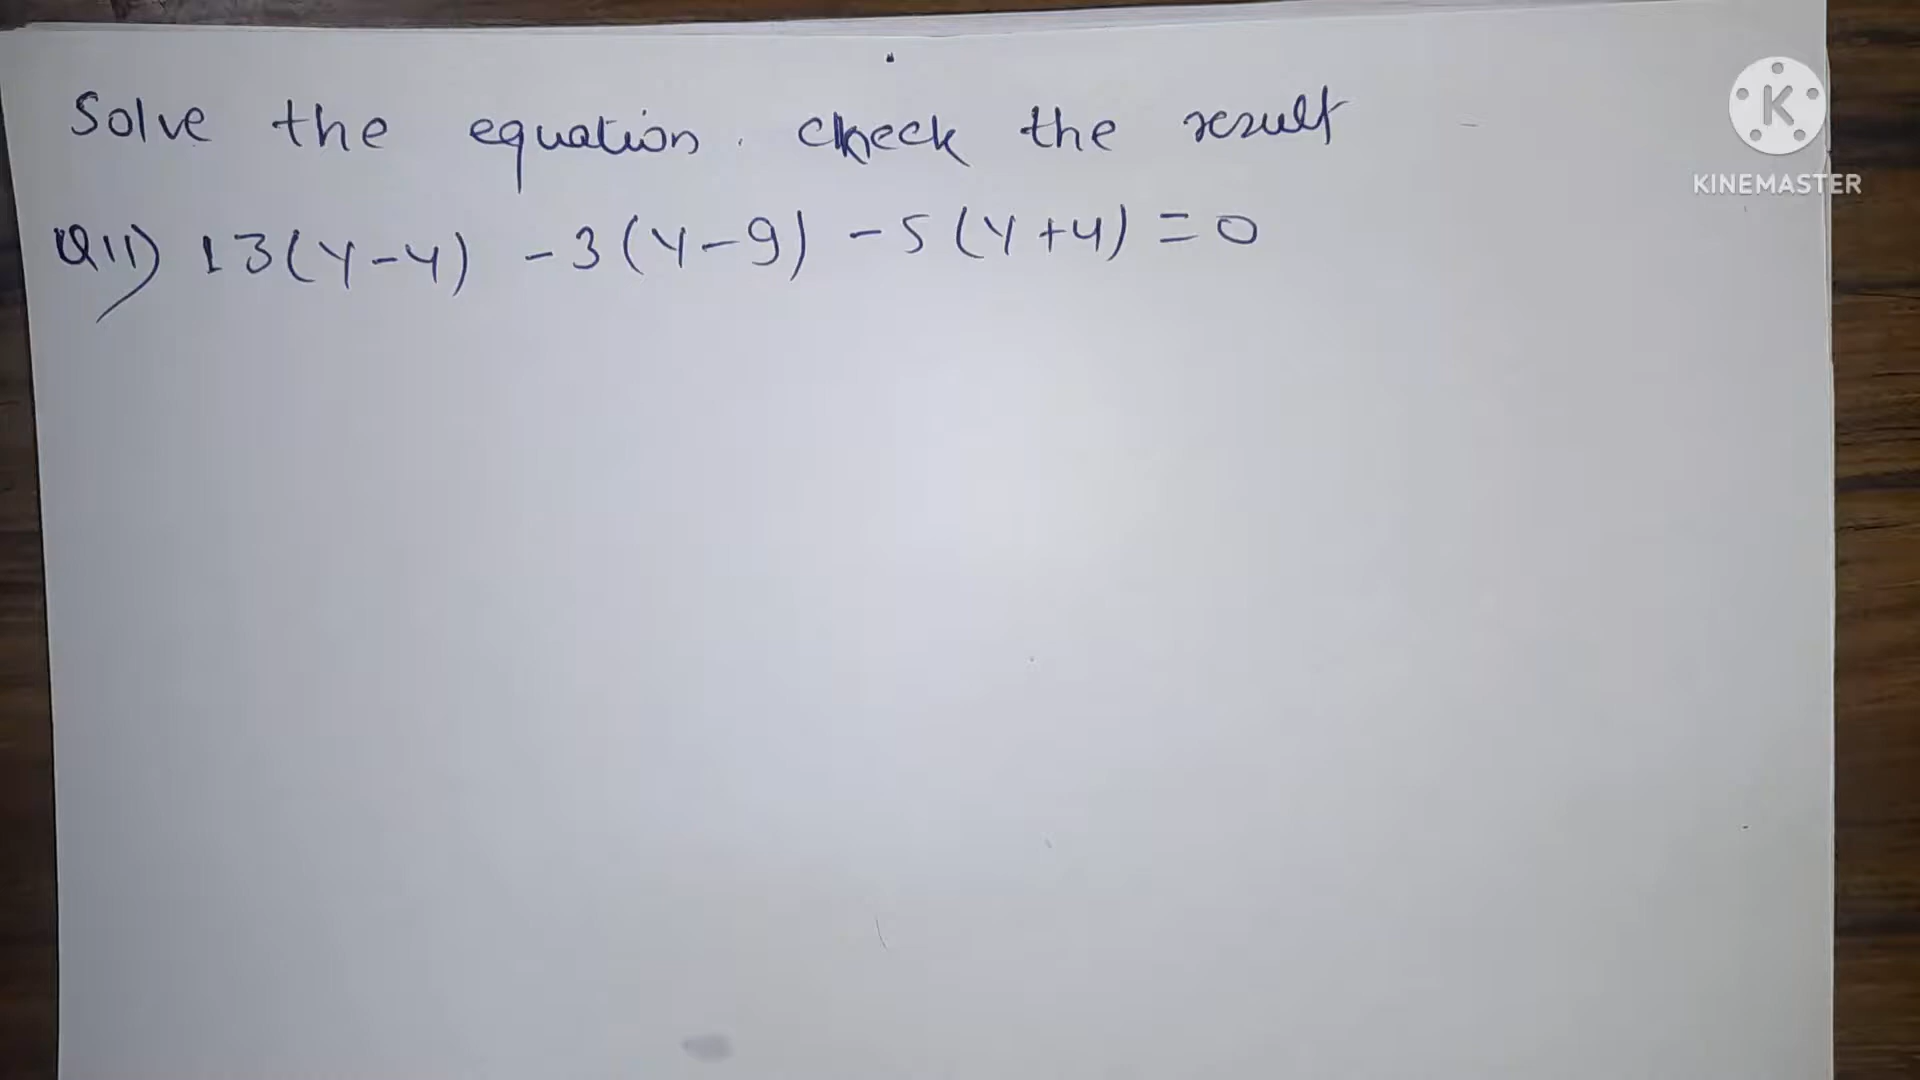 Solve the equation. check the result
K
KINEMASTER
Q11) 13(y-4) -3(y-9) -5(y+4) =0